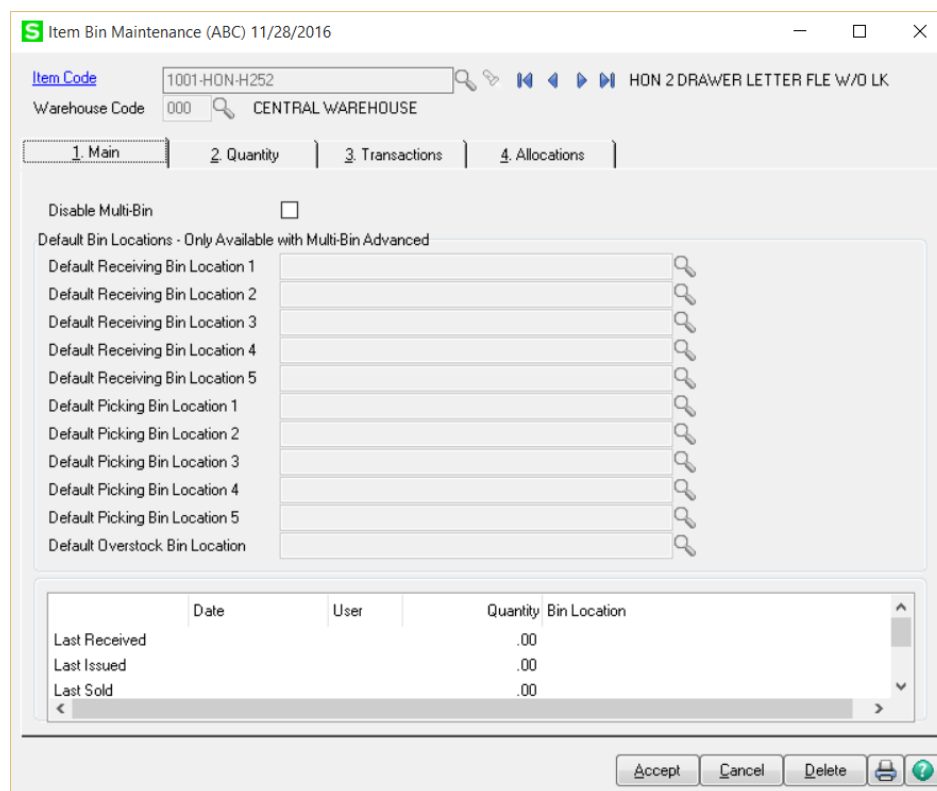 S Item Bin Maintenance (ABC) 11/28/2016
Item Code 1001-HON-H252 HON 2 DRAWER LETTER FLE W/O LK
Warehouse Code 000 CENTRAL WAREHOUSE
1. Main 2. Quantity 3. Transactions 4. Allocations
Disable Multi-Bin
Default Bin Locations - Only Available with Multi-Bin Advanced
Default Receiving Bin Location 1
Default Receiving Bin Location 2
Default Receiving Bin Location 3
Default Receiving Bin Location 4
Default Receiving Bin Location 5
Default Picking Bin Location 1
Default Picking Bin Location 2
Default Picking Bin Location 3
Default Picking Bin Location 4
Default Picking Bin Location 5
Default Overstock Bin Location
Date User Quantity Bin Location
Last Received .00
Last Issued .00
Last Sold .00
Accept Cancel Delete ?